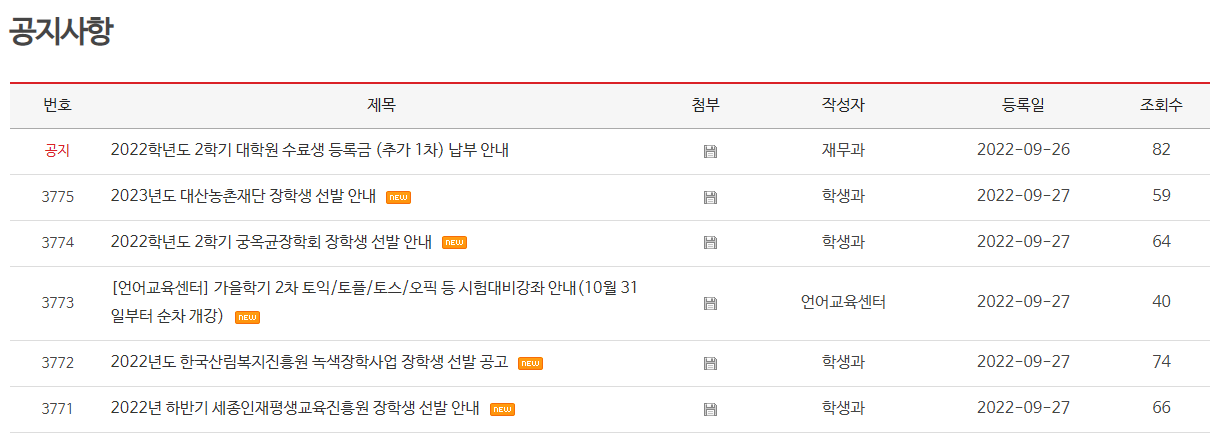 공지사항
번호 제목 첨부 작성자 등록일 조회수
공지 2022학년도 2학기 대학원 수료생 등록금 (추가 1차) 납부 안내 재무과 2022-09-26 82
3775 2023년도 대산농촌재단 장학생 선발 안내 NEW 학생과 2022-09-27 59
3774 2022학년도 2학기 궁옥균장학회 장학생 선발 안내 NEW 학생과 2022-09-27 64
3773 [언어교육센터] 가을학기 2차 토익/토플/토스/오픽 등 시험대비강좌 안내(10월 31
일부터 순차 개강) NEW 언어교육센터 2022-09-27 40
3772 2022년도 한국산림복지진흥원 녹색장학사업 장학생 선발 공고 NEW 학생과 2022-09-27 74
3771 2022년 하반기 세종인재평생교육진흥원 장학생 선발 안내 NEW 학생과 2022-09-27 66